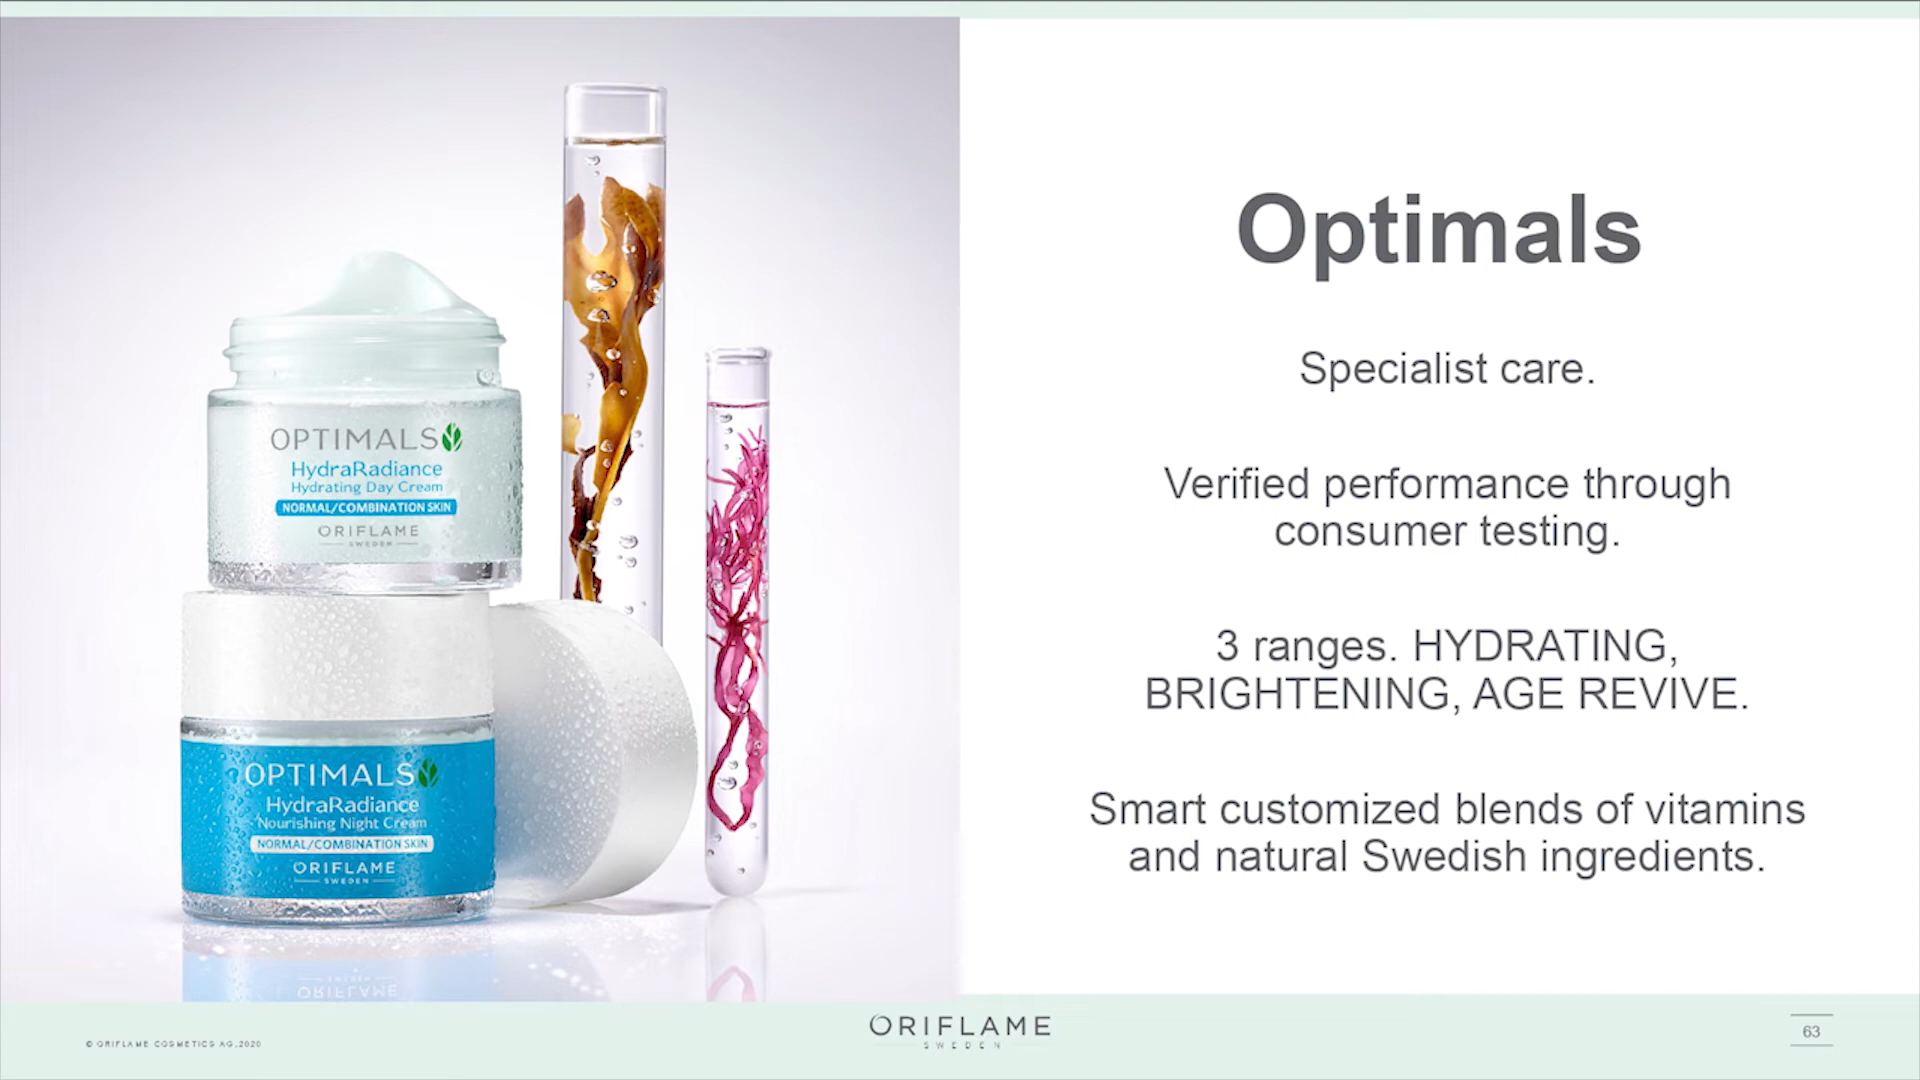 Optimals
Specialist care.
Verified performance through
consumer testing.
3 ranges. HYDRATING,
BRIGHTENING, AGE REVIVE.
Smart customized blends of vitamins
and natural Swedish ingredients.
OPTIMALS
HydraRadiance
Hydrating Day Cream
NORMAL/COMBINATION SKIN
ORIFLAME
SWEDEN
OPTIMALS
HydraRadiance
Nourishing Night Cream
NORMAL/COMBINATION SKIN
ORIFLAME
SWEDEN
© ORIFLAME COSMETICS AG, 2020
ORIFLAME
SWEDEN
63